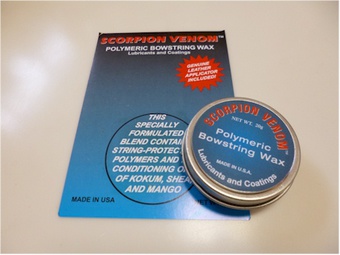 SCORPION VENOM™
POLYMERIC BOWSTRING WAX
Lubricants and Coatings
GENUINE
LEATHER
APPLICATOR
INCLUDED!
THIS
SPECIALLY
FORMULATED
BLEND CONTAI
STRING-PROTEC
POLYMERS AND
CONDITIONING O
OF KOKUM, SHEA
AND MANGO
MADE IN USA
SCORPION VENOM™
NET WT. 20g
Polymeric
Bowstring Wax
MADE IN U.S.A.
Lubricants and Coatings